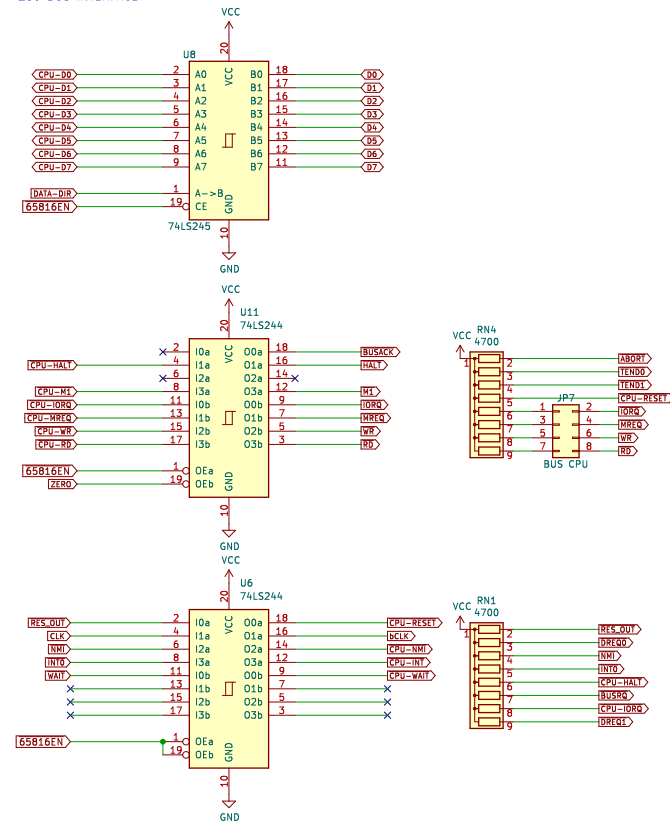 VCC
U8
20
VCC
CPU-D0 2 A0 B0 18 D0
CPU-D1 3 A1 B1 17 D1
CPU-D2 4 A2 B2 16 D2
CPU-D3 5 A3 B3 15 D3
CPU-D4 6 A4 B4 14 D4
CPU-D5 7 A5 B5 13 D5
CPU-D6 8 A6 B6 12 D6
CPU-D7 9 A7 B7 11 D7
DATA-DIR 1 A->B
65816EN 19 CE
GND
74LS245
10
GND
VCC
U11
74LS244
20
VCC
2 I0a O0a 18 BUSACK
CPU-HALT 4 I1a O1a 16 HALT
6 I2a O2a 14
CPU-M1 8 I3a O3a 12 M1
CPU-IORQ 11 I0b O0b 9 IORQ
CPU-MREQ 13 I1b O1b 7 MREQ
CPU-WR 15 I2b O2b 5 WR
CPU-RD 17 I3b O3b 3 RD
65816EN 1 OEa
ZERO 19 OEb
GND
10
GND
RN4
4700
VCC
1
2 ABORT
3 TEND0
4 TEND1
5 CPU-RESET
JP7
6 1 2 IORQ
7 3 4 MREQ
8 5 6 WR
9 7 8 RD
BUS CPU
VCC
U6
74LS244
20
VCC
RES_OUT 2 I0a O0a 18 CPU-RESET
CLK 4 I1a O1a 16 bCLK
NMI 6 I2a O2a 14 CPU-NMI
INT0 8 I3a O3a 12 CPU-INT
WAIT 11 I0b O0b 9 CPU-WAIT
13 I1b O1b 7
15 I2b O2b 5
17 I3b O3b 3
65816EN 1 OEa
19 OEb
GND
10
GND
RN1
4700
VCC
1
2 RES_OUT
3 DREQ0
4 NMI
5 INT0
6 CPU-HALT
7 BUSRQ
8 CPU-IORQ
9 DREQ1